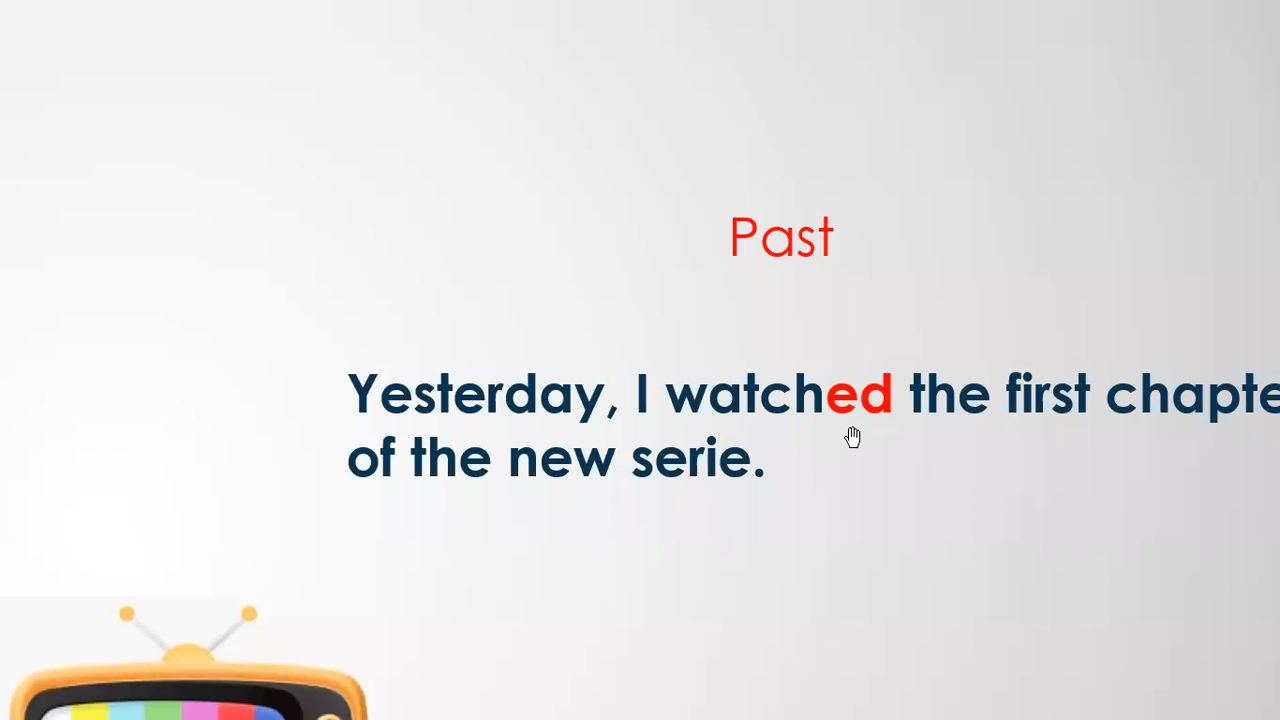 Past
Yesterday, I watched the first chapte
of the new serie.